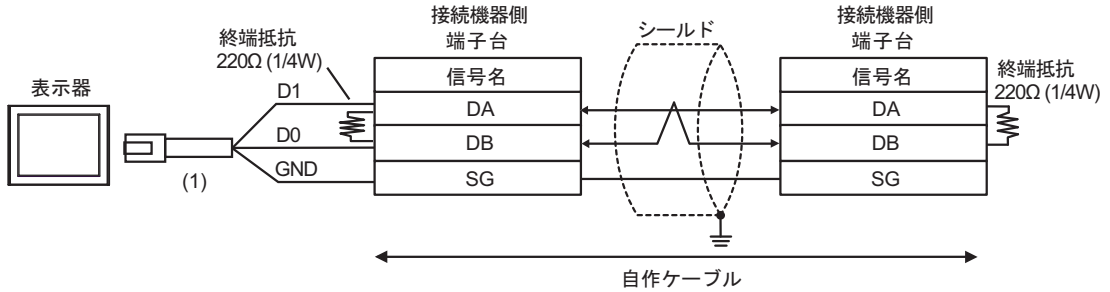 表示器
(1)
D1
D0
GND
終端抵抗
220Ω (1/4W)
接続機器側
端子台
信号名
DA
DB
SG
シールド
接続機器側
端子台
信号名
DA
DB
SG
終端抵抗
220Ω (1/4W)
自作ケーブル